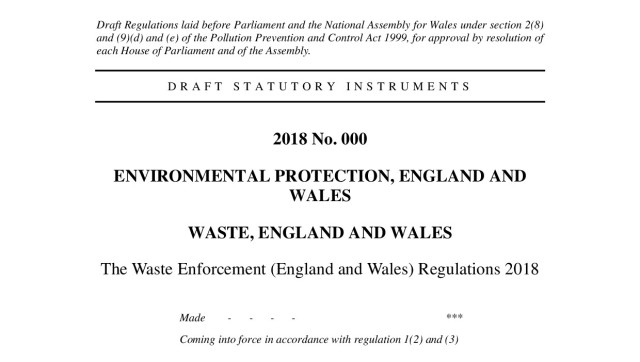 Draft Regulations laid before Parliament and the National Assembly for Wales under section 2(8)
and (9)(d) and (e) of the Pollution Prevention and Control Act 1999, for approval by resolution of
each House of Parliament and of the Assembly.
DRAFT STATUTORY INSTRUMENTS
2018 No. 000
ENVIRONMENTAL PROTECTION, ENGLAND AND
WALES
WASTE, ENGLAND AND WALES
The Waste Enforcement (England and Wales) Regulations 2018
Made - - - - ***
Coming into force in accordance with regulation 1(2) and (3)